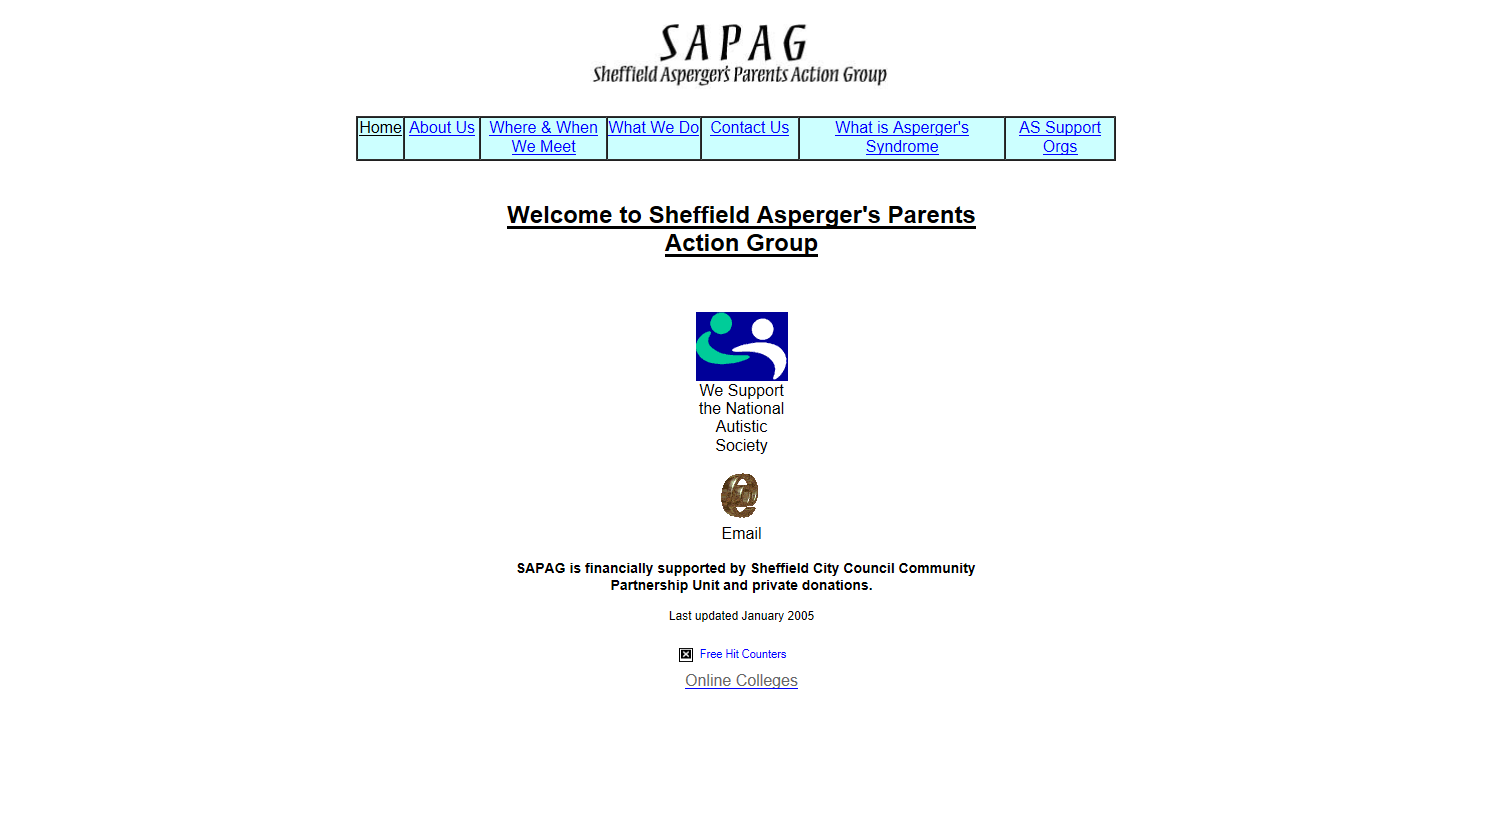 SAPAG
Sheffield Asperger's Parents Action Group
Home About Us Where & When What We Do Contact Us What is Asperger's AS Support
We Meet Syndrome Orgs
Welcome to Sheffield Asperger's Parents
Action Group
We Support
the National
Autistic
Society
Email
SAPAG is financially supported by Sheffield City Council Community
Partnership Unit and private donations.
Last updated January 2005
Free Hit Counters
Online Colleges